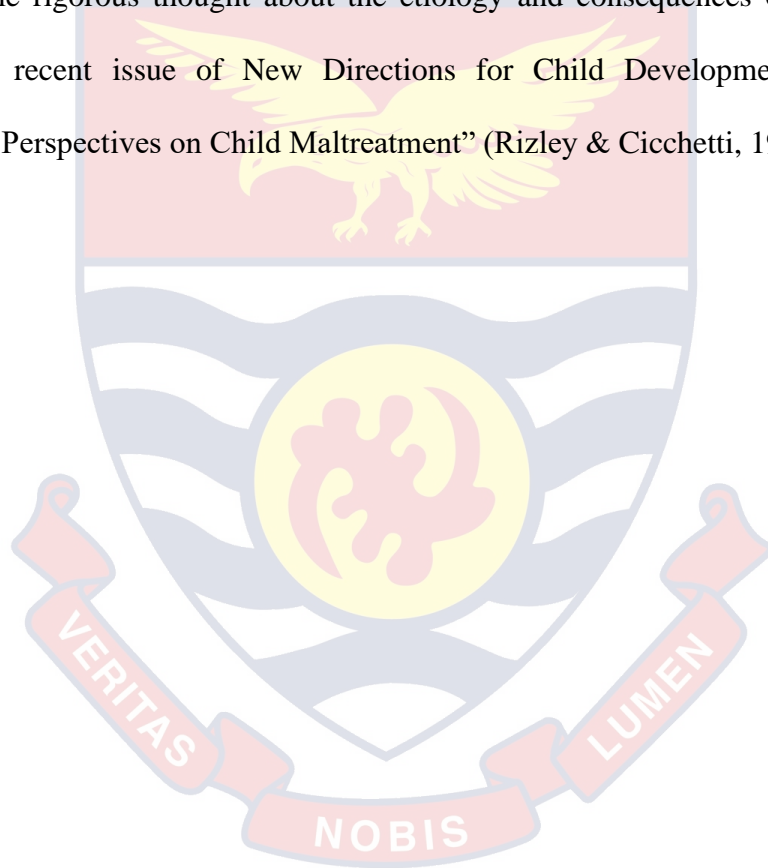 rigorous thought about the etiology and consequences
recent issue of New Directions for Child
Perspectives on Child Maltreatment” (Rizley & Cicchetti,
VERITAS
NOBIS
LUMEN